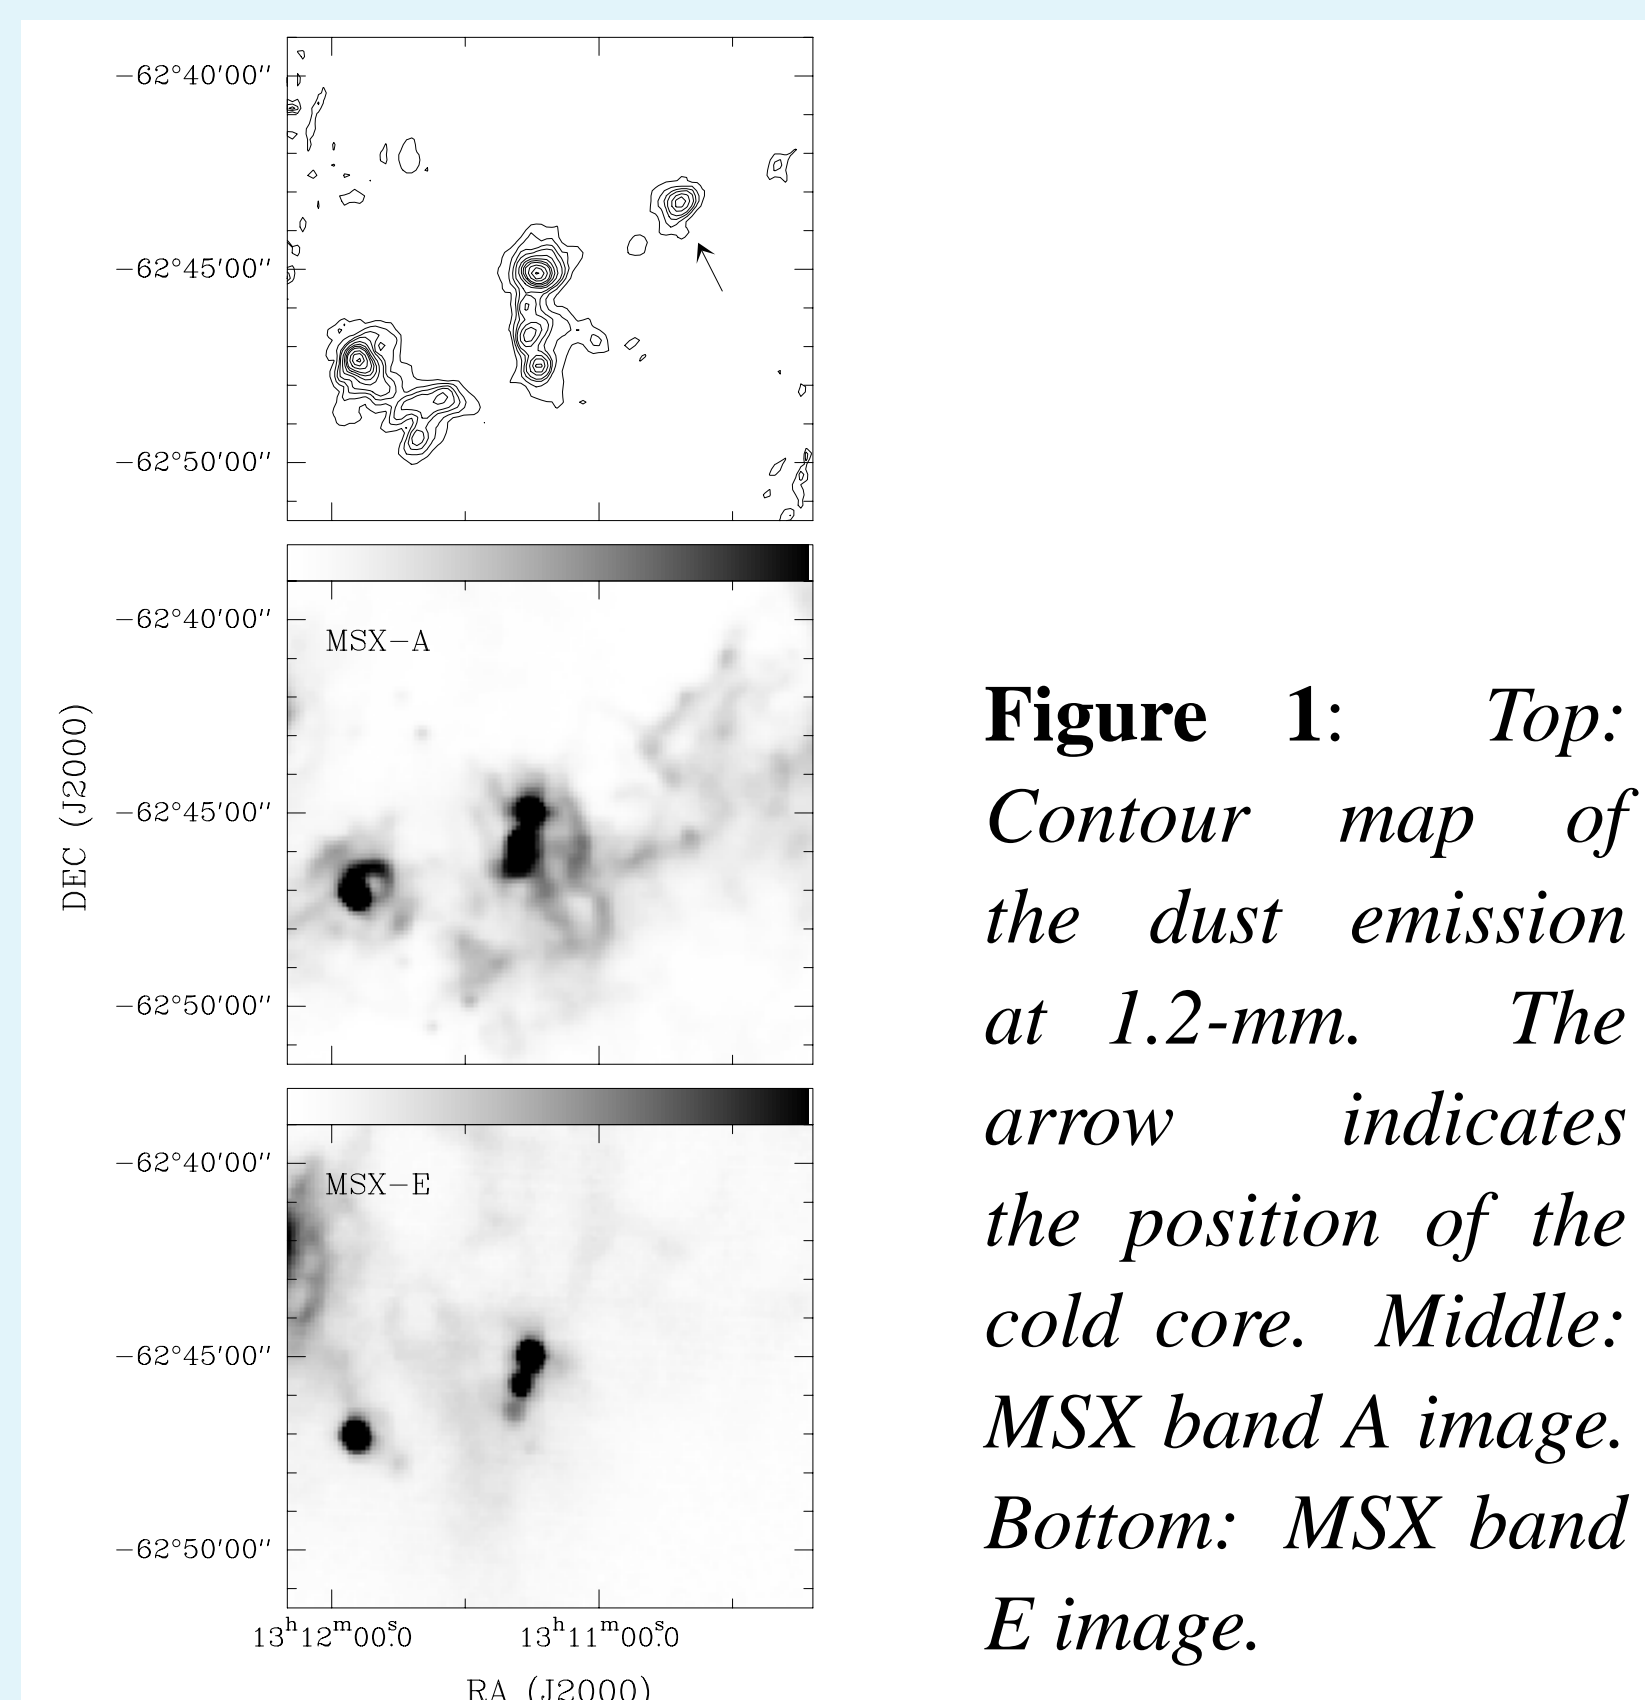 −62°40′00″
−62°45′00″
−62°50′00″
MSX−A
−62°40′00″
−62°45′00″
−62°50′00″
DEC (J2000)
MSX−E
−62°40′00″
−62°45′00″
−62°50′00″
13ʰ12ᵐ00ˢ.0 13ʰ11ᵐ00ˢ.0
RA (J2000)
Figure 1: Top:
Contour map of
the dust emission
at 1.2-mm. The
arrow indicates
the position of the
cold core. Middle:
MSX band A image.
Bottom: MSX band
E image.